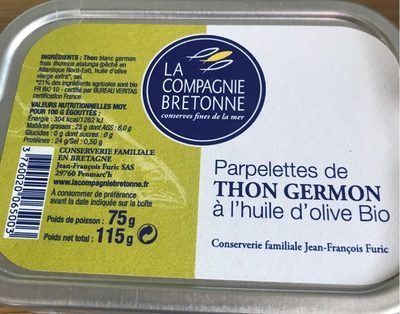 INGRÉDIENTS : Thon blanc germon
frais thunnus alalunga (pêché en
Atlantique Nord-Est), huile d'olive
vierge extra*, sel.
*21% des ingrédients agricoles sont bio
FR BIO 10 - certifié par BUREAU VERITAS
certification France.
VALEURS NUTRITIONNELLES MOY.
POUR 100 G ÉGOUTTÉS :
Énergie : 304 kcal/1262 kJ
Matières grasses : 23 g dont AGS : 6,0 g
Glucides : 0 g dont sucres : 0 g
Protéines : 24 g/Sel : 0,50 g
CONSERVERIE FAMILIALE
EN BRETAGNE
Jean-François Furic SAS
29760 Penmarc'h
www.lacompagniebretonne.fr
À consommer de préférence
avant la date indiquée sur la boîte
Poids de poisson : 75g
Poids net total : 115g
3760020065003
LA
COMPAGNIE
BRETONNE
conserves fines de la mer
Parpelettes de
THON GERMON
à l'huile d'olive Bio
Conserverie familiale Jean-François Furic